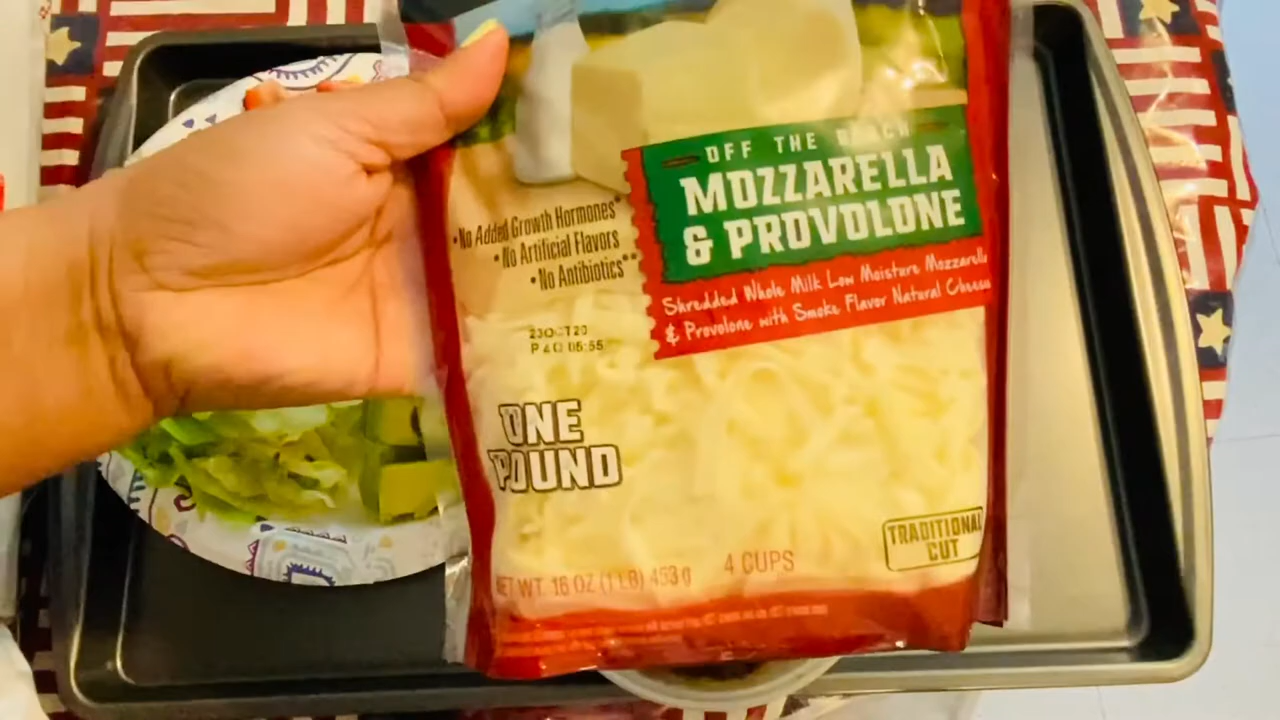 OFF THE
MOZZARELLA
& PROVOLONE
• No Added Growth Hormones*
• No Artificial Flavors
• No Antibiotics**
Shredded Whole Milk Low Moisture Mozzarella
& Provolone with Smoke Flavor Natural Cheese
23OCT20
05:55
ONE
POUND
TRADITIONAL
CUT
NET WT. 16 OZ (1 LB) 453g
4 CUPS